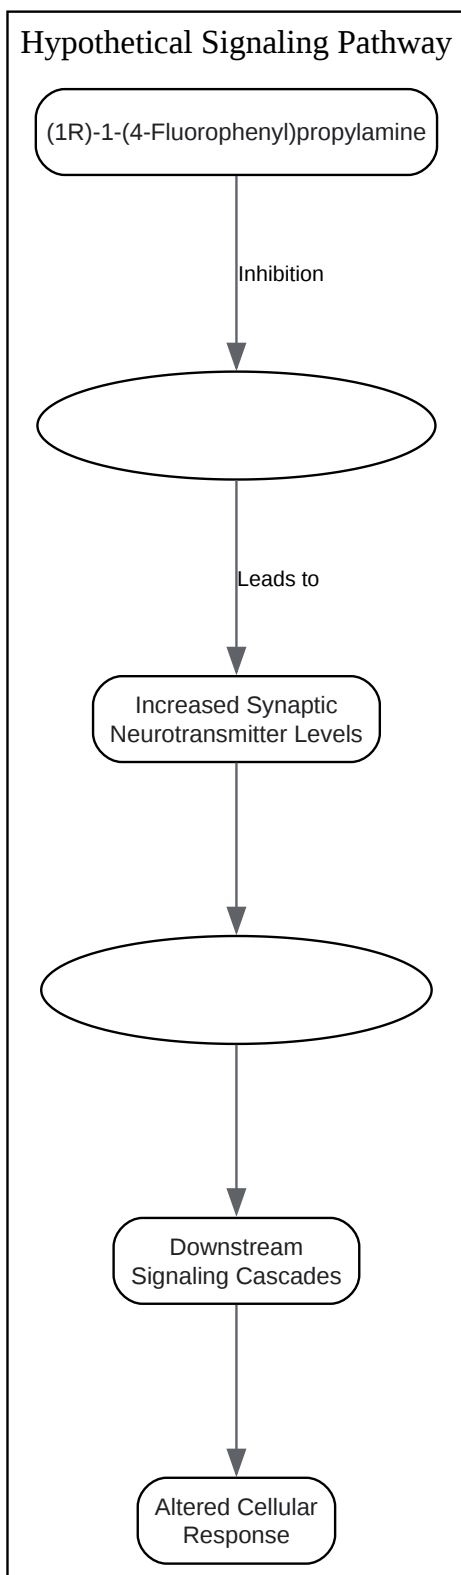 Hypothetical Signaling Pathway
(1R)-1-(4-Fluorophenyl)propylamine
Inhibition
Leads to
Increased Synaptic
Neurotransmitter Levels
Downstream
Signaling Cascades
Altered Cellular
Response